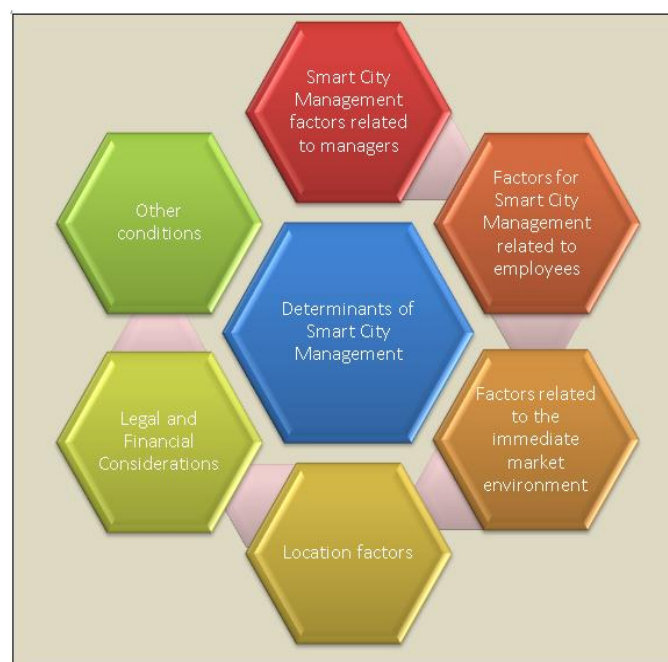 Smart City
Management
factors related
to managers
Factors for
Smart City
Management
related to
employees
Factors related
to the
immediate
market
environment
Location factors
Legal and
Financial
Considerations
Other
conditions
Determinants of
Smart City
Management